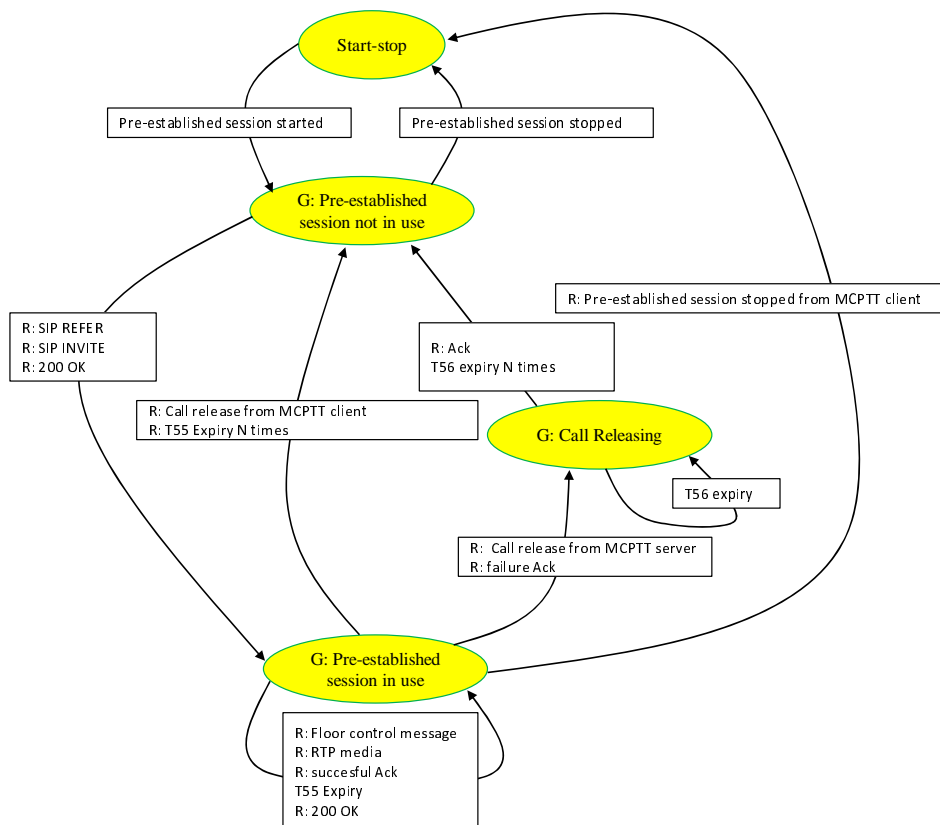 Start-stop
Pre-established session started
Pre-established session stopped
G: Pre-established
session not in use
R: Pre-established session stopped from MCPTT client
R: SIP REFER
R: SIP INVITE
R: 200 OK
R: Ack
T56 expiry N times
R: Call release from MCPTT client
R: T55 Expiry N times
G: Call Releasing
T56 expiry
R: Call release from MCPTT server
R: failure Ack
G: Pre-established
session in use
R: Floor control message
R: RTP media
R: succesful Ack
T55 Expiry
R: 200 OK